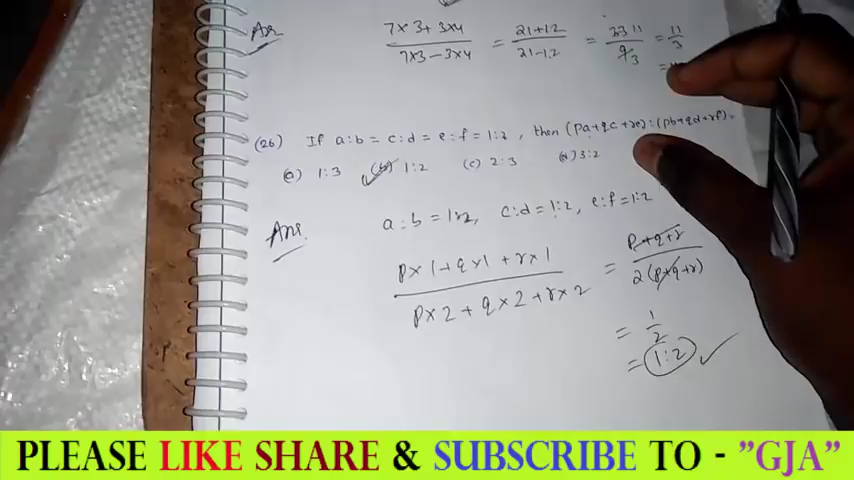 Ans
7×3+3×4 / 7×3-3×4 = 21+12 / 21-12 = 33 11 / 9 3 = 11/3
(26) If a:b = c:d = e:f = 1:2, then (pa+qc+re):(pb+qd+rf)=
(a) 1:3 (b) 1:2 (c) 2:3 (d) 3:2
Ans. a:b = 1:2, c:d = 1:2, e:f = 1:2
p×1+q×1+r×1 / p×2+q×2+r×2 = p+q+r / 2(p+q+r)
= 1/2
= 1:2 ✓
PLEASE LIKE SHARE & SUBSCRIBE TO - "GJA"